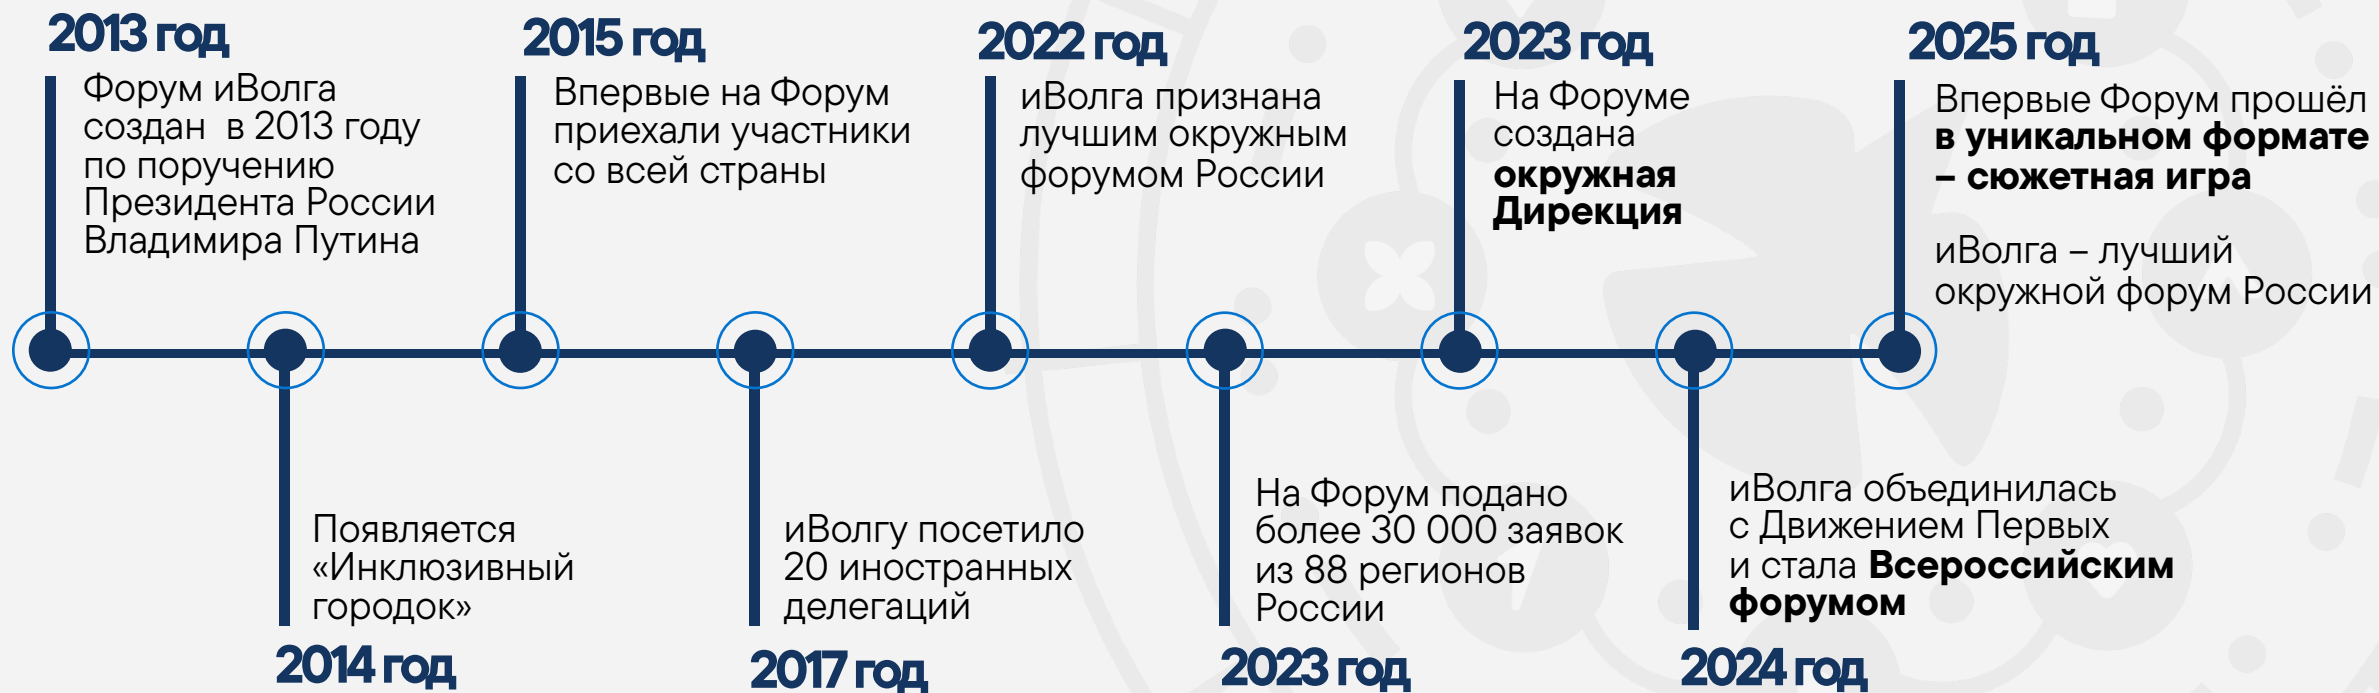 2013 год
Форум иВолга
создан в 2013 году
по поручению
Президента России
Владимира Путина
Появляется
«Инклюзивный
городок»
2014 год
2015 год
Впервые на Форум
приехали участники
со всей страны
иВолгу посетило
20 иностранных
делегаций
2017 год
2022 год
иВолга признана
лучшим окружным
форумом России
На Форум подано
более 30 000 заявок
из 88 регионов
России
2023 год
2023 год
На Форуме
создана
окружная
Дирекция
иВолга объединилась
с Движением Первых
и стала Всероссийским
форумом
2024 год
2025 год
Впервые Форум прошёл
в уникальном формате
– сюжетная игра
иВолга – лучший
окружной форум России